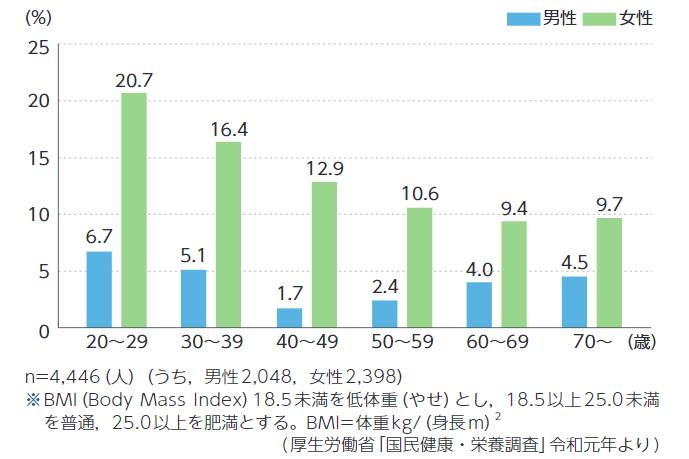 (%)
男性 女性
25
20
15
10
5
0
6.7 20.7
5.1 16.4
1.7 12.9
2.4 10.6
4.0 9.4
4.5 9.7
20～29 30～39 40～49 50～59 60～69 70～ (歳)
n=4,446(人) (うち，男性2,048，女性2,398)
※BMI(Body Mass Index)18.5未満を低体重(やせ)とし，18.5以上25.0未満
を普通，25.0以上を肥満とする。BMI=体重kg/(身長m)²
(厚生労働省「国民健康・栄養調査」令和元年より)